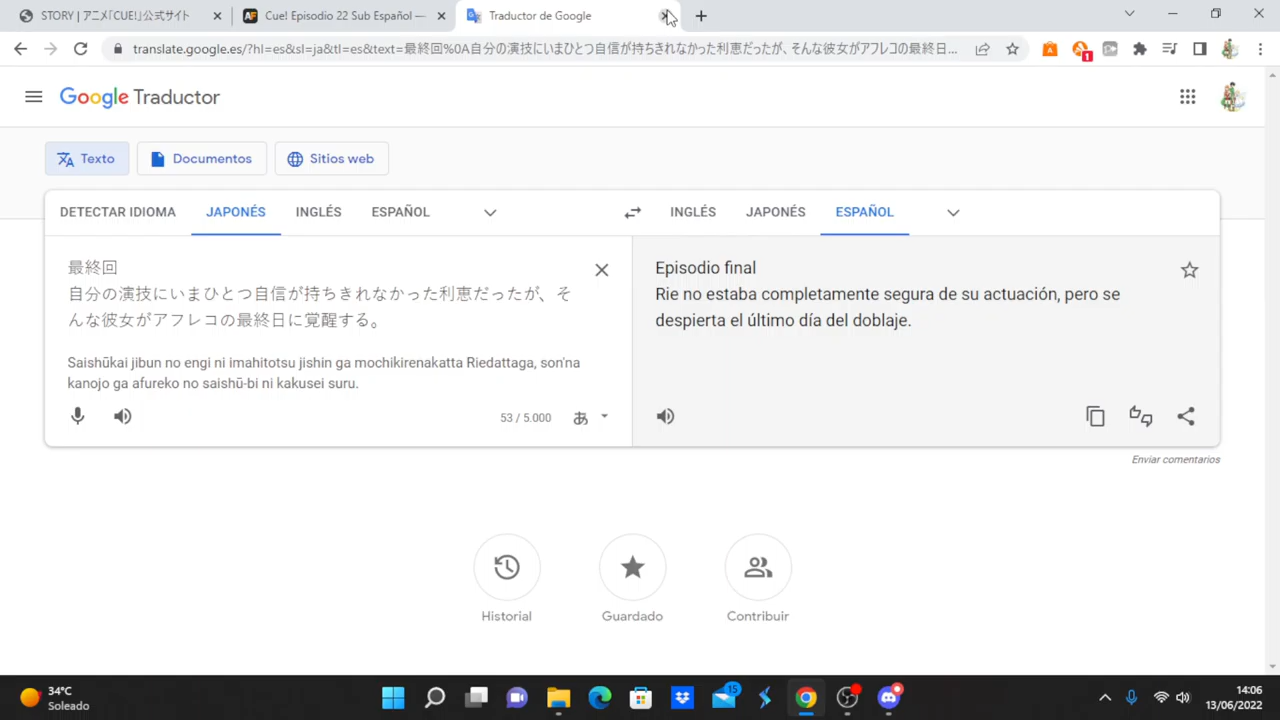 STORY | アニメ「CUE!」公式サイト
Cue! Episodio 22 Sub Español —
Traductor de Google
translate.google.es/?hl=es&sl=ja&tl=es&text=最終回%0A自分の演技にいまひとつ自信が持ちきれなかった利恵だったが、そんな彼女がアフレコの最終日...
1
Google Traductor
Texto
Documentos
Sitios web
DETECTAR IDIOMA
JAPONÉS
INGLÉS
ESPAÑOL
INGLÉS
JAPONÉS
ESPAÑOL
最終回
自分の演技にいまひとつ自信が持ちきれなかった利恵だったが、そ
んな彼女がアフレコの最終日に覚醒する。
Saishūkai jibun no engi ni imahitotsu jishin ga mochikirenakatta Riedattaga, son'na
kanojo ga afureko no saishū-bi ni kakusei suru.
53 / 5.000
あ
Episodio final
Rie no estaba completamente segura de su actuación, pero se
despierta el último día del doblaje.
Enviar comentarios
Historial
Guardado
Contribuir
34°C
Soleado
15
14:06
13/06/2022